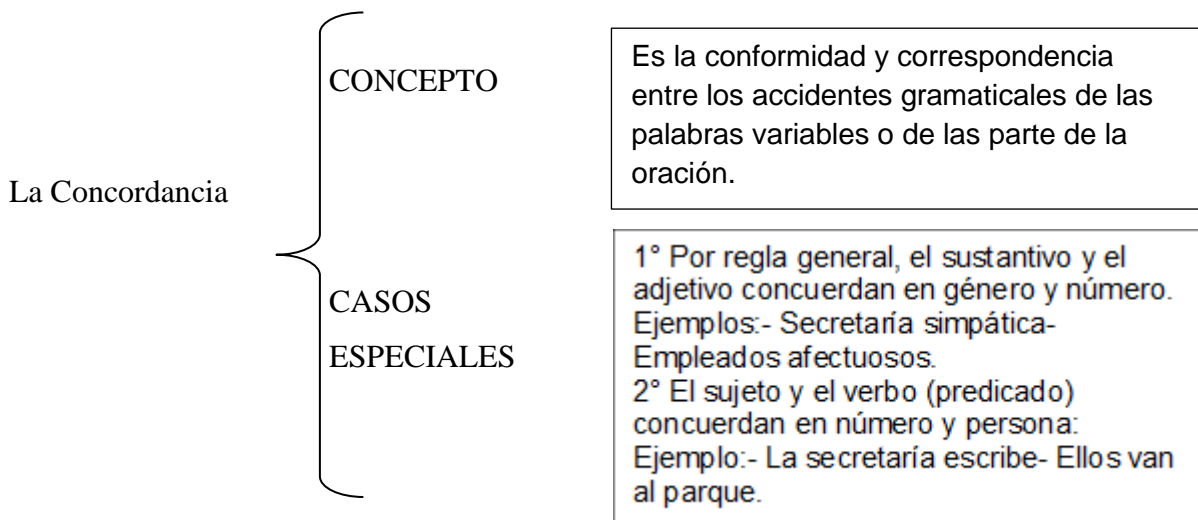 La Concordancia
CONCEPTO
Es la conformidad y correspondencia
entre los accidentes gramaticales de las
palabras variables o de las parte de la
oración.
CASOS
ESPECIALES
1° Por regla general, el sustantivo y el
adjetivo concuerdan en género y número.
Ejemplos:- Secretaría simpática-
Empleados afectuosos.
2° El sujeto y el verbo (predicado)
concuerdan en número y persona:
Ejemplo:- La secretaría escribe- Ellos van
al parque.